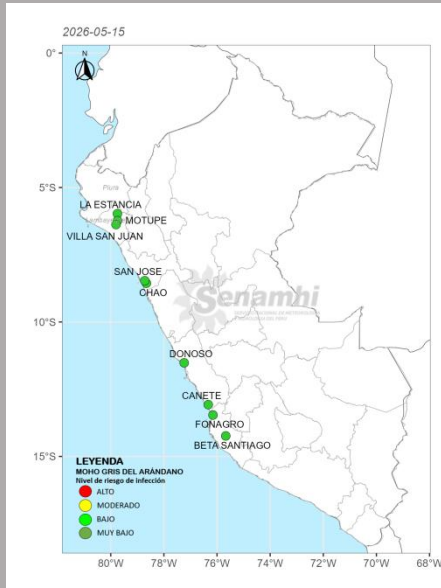 2026-05-15
N
0°
5°S
10°S
15°S
Piura
LA ESTANCIA
MOTUPE
VILLA SAN JUAN
SAN JOSE
CHAO
Senamhi
DONOSO
CANETE
FONAGRO
BETA SANTIAGO
LEYENDA
MOHO GRIS DEL ARÁNDANO
Nivel de riesgo de infección
ALTO
MODERADO
BAJO
MUY BAJO
80°W 78°W 76°W 74°W 72°W 70°W 68°W